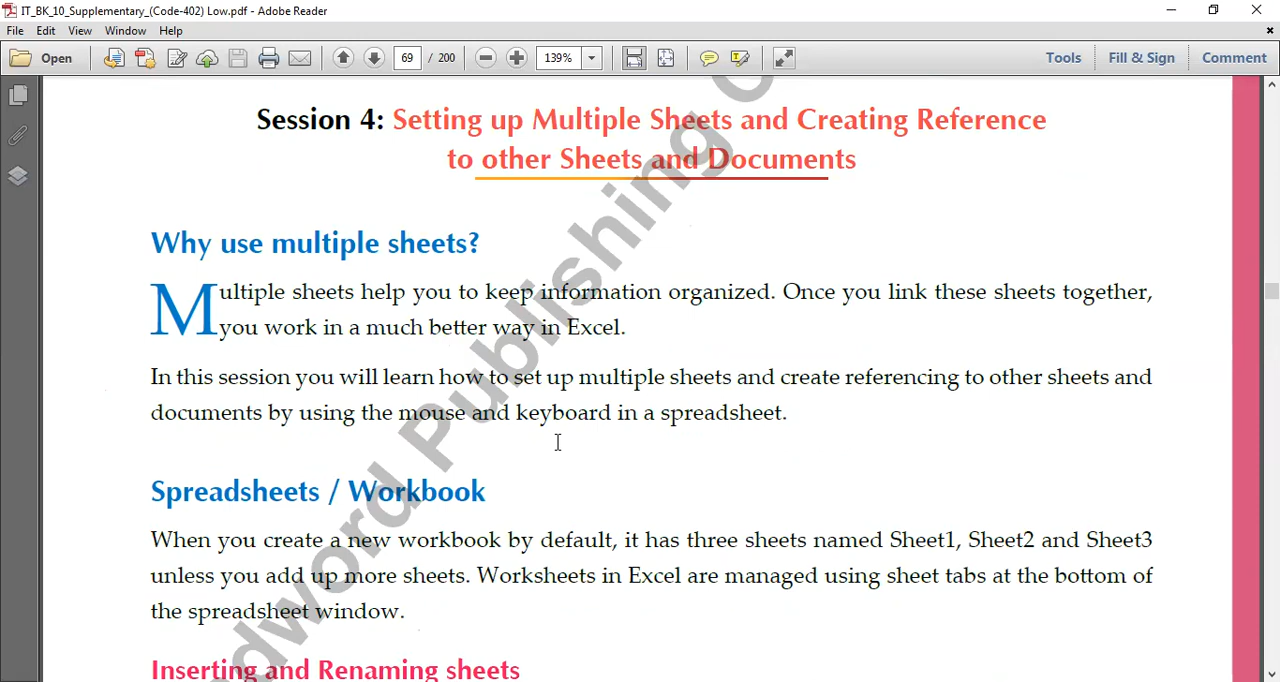 IT_BK_10_Supplementary_(Code-402) Low.pdf - Adobe Reader
File Edit View Window Help
Open 69 / 200 139% Tools Fill & Sign Comment
Session 4: Setting up Multiple Sheets and Creating Reference
to other Sheets and Documents
Why use multiple sheets?
Multiple sheets help you to keep information organized. Once you link these sheets together,
you work in a much better way in Excel.
In this session you will learn how to set up multiple sheets and create referencing to other sheets and
documents by using the mouse and keyboard in a spreadsheet.
Spreadsheets / Workbook
When you create a new workbook by default, it has three sheets named Sheet1, Sheet2 and Sheet3
unless you add up more sheets. Worksheets in Excel are managed using sheet tabs at the bottom of
the spreadsheet window.
Inserting and Renaming sheets
Publishing